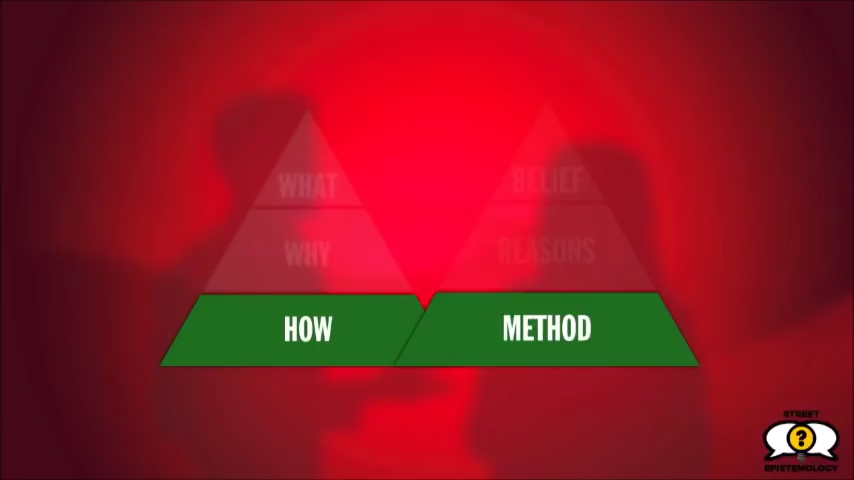 WHAT
BELIEF
WHY
REASONS
HOW
METHOD
STREET
?
EPISTEMOLOGY